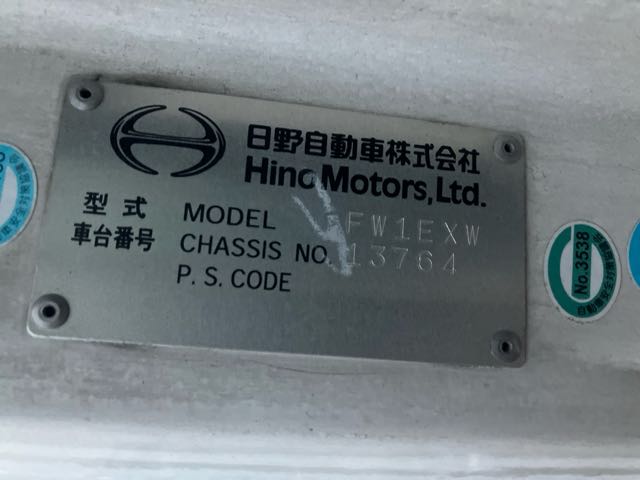 日野自動車株式会社
Hino Motors, Ltd.
型式 MODEL FW1EXW
車台番号 CHASSIS NO. 13764
P. S. CODE
No.3538